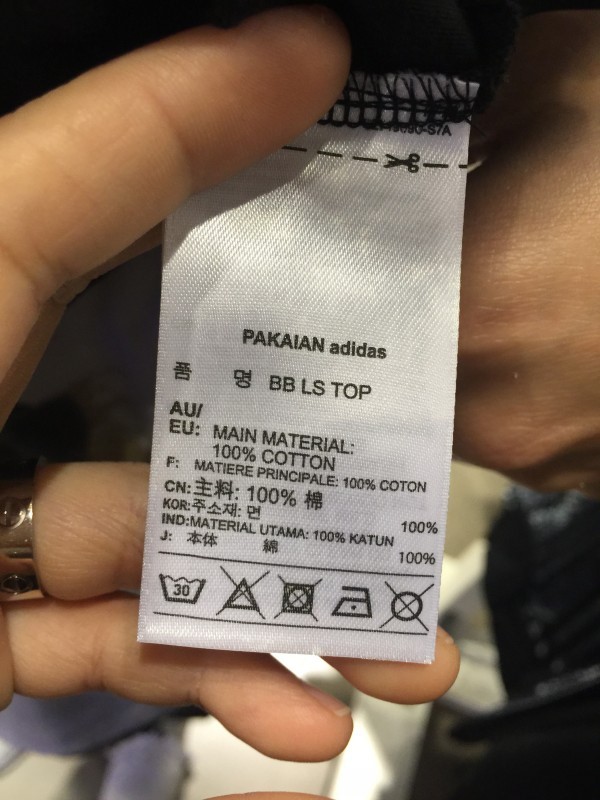 PAKAIAN adidas
품 명 BB LS TOP
AU/
EU: MAIN MATERIAL:
100% COTTON
F: MATIERE PRINCIPALE: 100% COTON
CN:主料: 100% 棉
KOR:주소재: 면 100%
IND:MATERIAL UTAMA: 100% KATUN
J: 本体 綿 100%
30